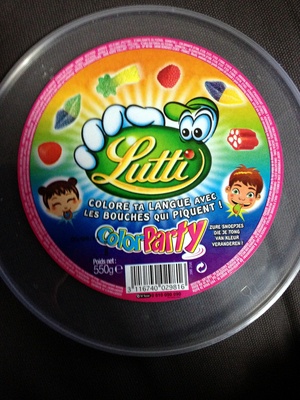 Lutti
COLORE TA LANGUE AVEC
LES BOUCHÉS QUI PIQUENT !
ColorParty
ZURE SNOEPJES
DIE JE TONG
VAN KLEUR
VERANDEREN !
Poids net :
550g e
3 116740 029816